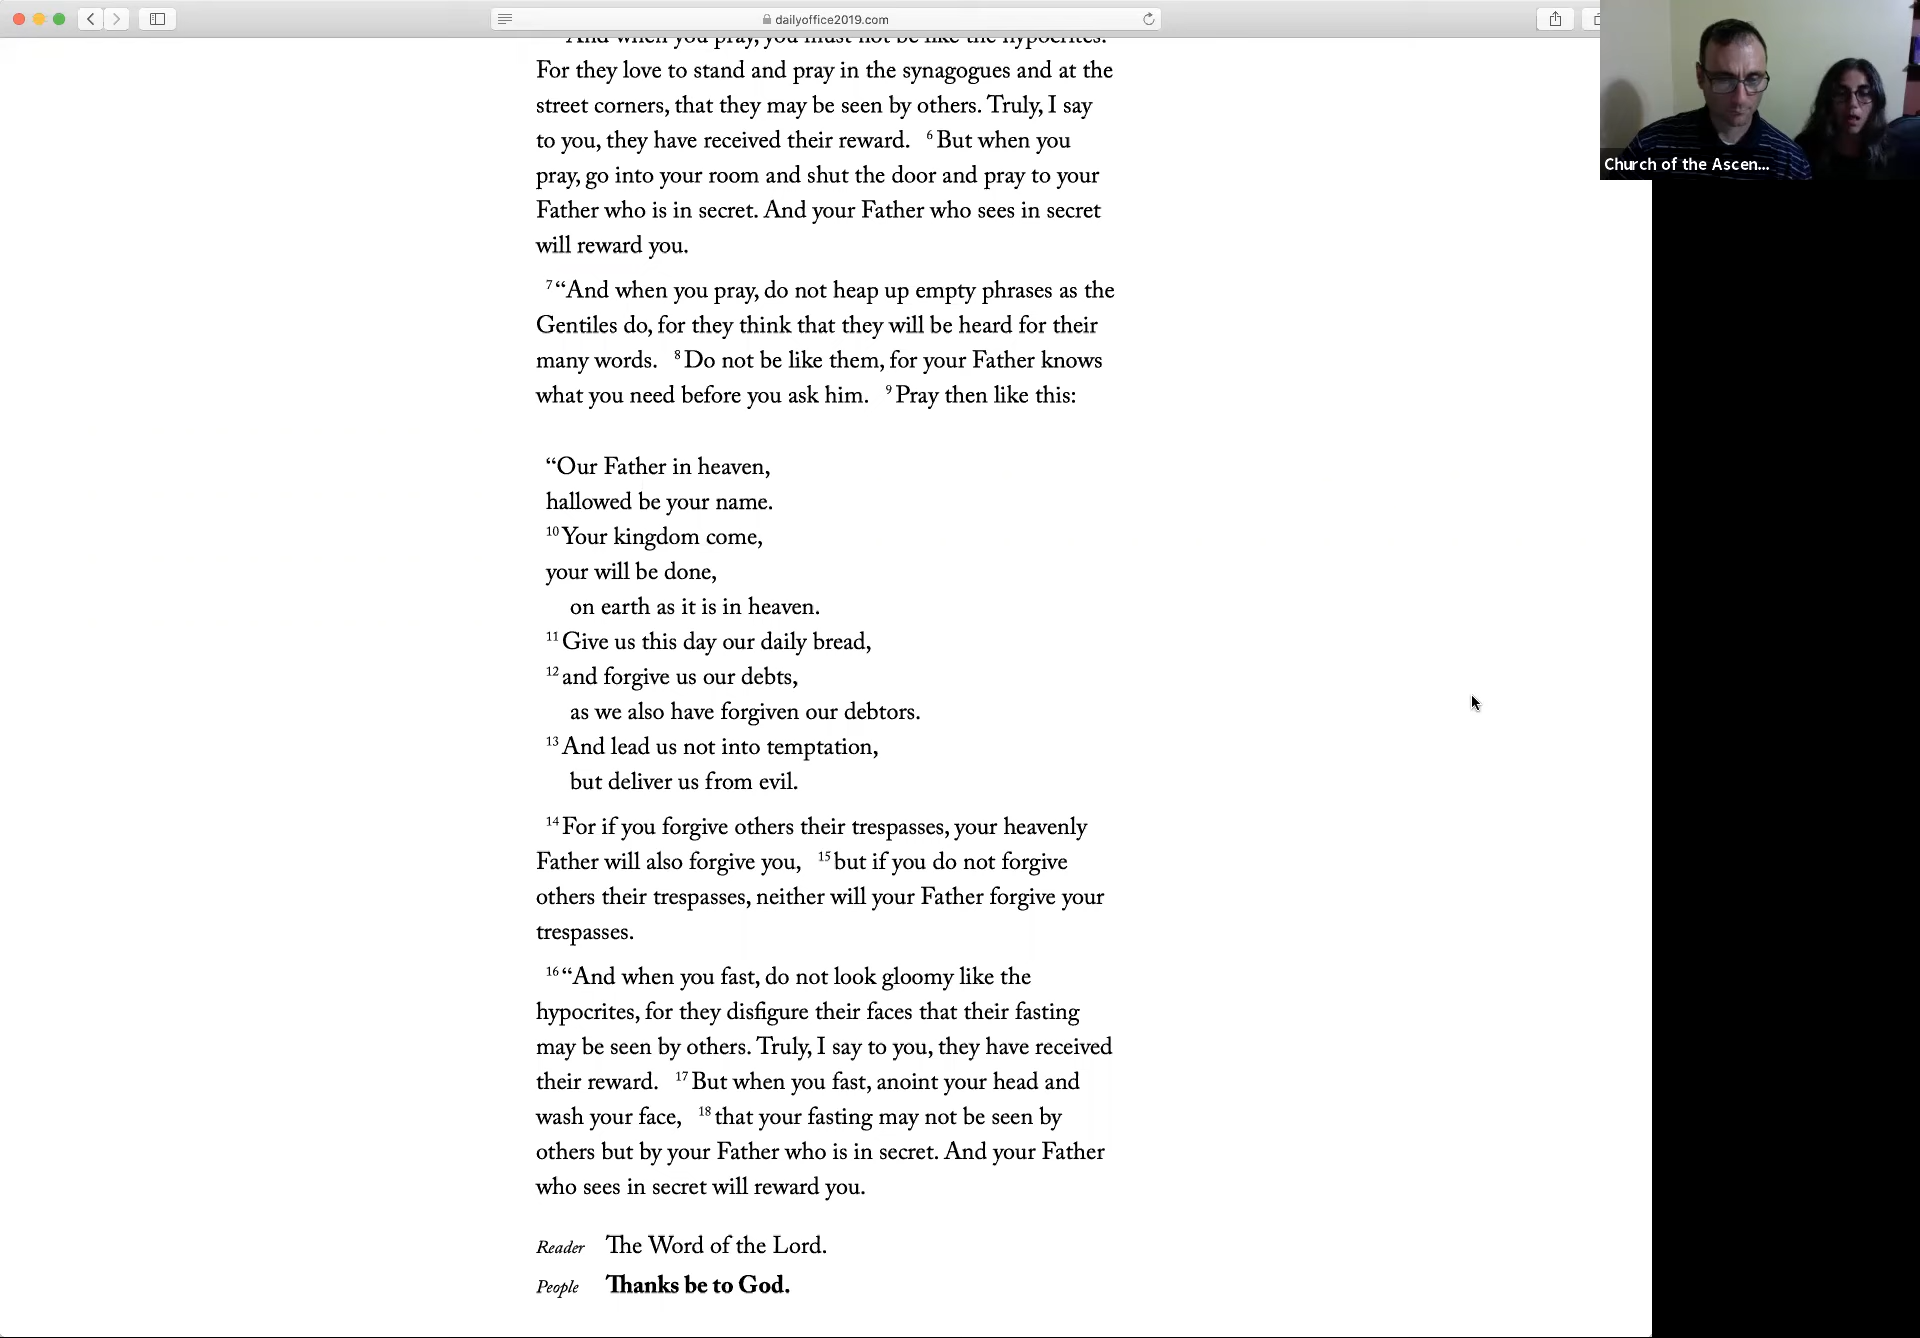 dailyoffice2019.com
And when you pray, you must not be like the hypocrites.
For they love to stand and pray in the synagogues and at the
street corners, that they may be seen by others. Truly, I say
to you, they have received their reward. 6 But when you
pray, go into your room and shut the door and pray to your
Father who is in secret. And your Father who sees in secret
will reward you.
7 “And when you pray, do not heap up empty phrases as the
Gentiles do, for they think that they will be heard for their
many words. 8 Do not be like them, for your Father knows
what you need before you ask him. 9 Pray then like this:
“Our Father in heaven,
hallowed be your name.
10 Your kingdom come,
your will be done,
on earth as it is in heaven.
11 Give us this day our daily bread,
12 and forgive us our debts,
as we also have forgiven our debtors.
13 And lead us not into temptation,
but deliver us from evil.
14 For if you forgive others their trespasses, your heavenly
Father will also forgive you, 15 but if you do not forgive
others their trespasses, neither will your Father forgive your
trespasses.
16 “And when you fast, do not look gloomy like the
hypocrites, for they disfigure their faces that their fasting
may be seen by others. Truly, I say to you, they have received
their reward. 17 But when you fast, anoint your head and
wash your face, 18 that your fasting may not be seen by
others but by your Father who is in secret. And your Father
who sees in secret will reward you.
Reader The Word of the Lord.
People Thanks be to God.
Church of the Ascen...